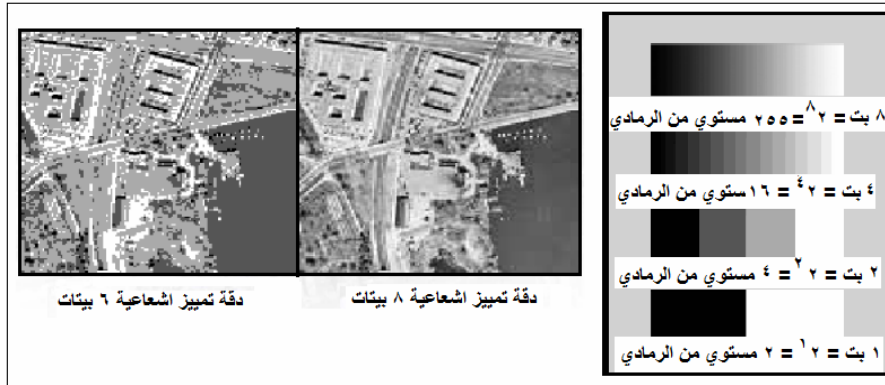 ٨ بت = ٢^٨ = ٢٥٥ مستوي من الرمادي
٤ بت = ٢^٤ = ١٦ ستوي من الرمادي
٢ بت = ٢^٢ = ٤ مستوي من الرمادي
١ بت = ٢^١ = ٢ مستوي من الرمادي
دقة تمييز اشعاعية ٨ بيتات
دقة تمييز اشعاعية ٦ بيتات